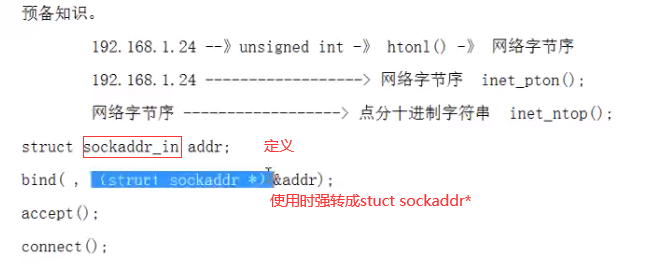 预备知识。
192.168.1.24 --》unsigned int -》 htonl() -》 网络字节序
192.168.1.24 ------------------> 网络字节序 inet_pton();
网络字节序 ------------------> 点分十进制字符串 inet_ntop();
struct sockaddr_in addr; 定义
bind( , (struct sockaddr *) &addr);
使用时强转成stuct sockaddr*
accept();
connect();